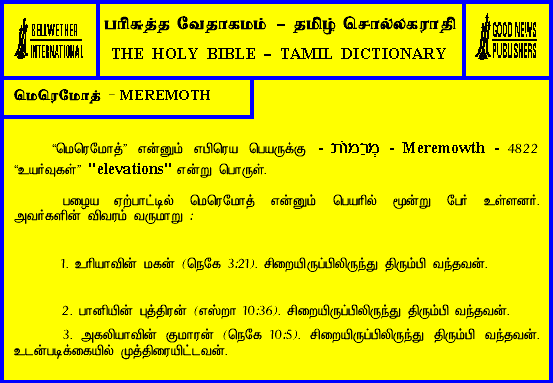 BELLWETHER
INTERNATIONAL
பரிசுத்த வேதாகமம் – தமிழ் சொல்லகராதி
THE HOLY BIBLE – TAMIL DICTIONARY
GOOD NEWS
PUBLISHERS
மெரெமோத் – MEREMOTH
“மெரெமோத்” என்னும் எபிரெய பெயருக்கு - מְרֵמוֹת - Meremowth - 4822
“உயர்வுகள்” "elevations" என்று பொருள்.
பழைய ஏற்பாட்டில் மெரெமோத் என்னும் பெயரில் மூன்று பேர் உள்ளனர்.
அவர்களின் விவரம் வருமாறு :
1. உரியாவின் மகன் (நெகே 3:21). சிறையிருப்பிலிருந்து திரும்பி வந்தவன்.
2. பானியின் புத்திரன் (எஸ்றா 10:36). சிறையிருப்பிலிருந்து திரும்பி வந்தவன்.
3. அகலியாவின் குமாரன் (நெகே 10:5). சிறையிருப்பிலிருந்து திரும்பி வந்தவன்.
உடன்படிக்கையில் முத்திரையிட்டவன்.